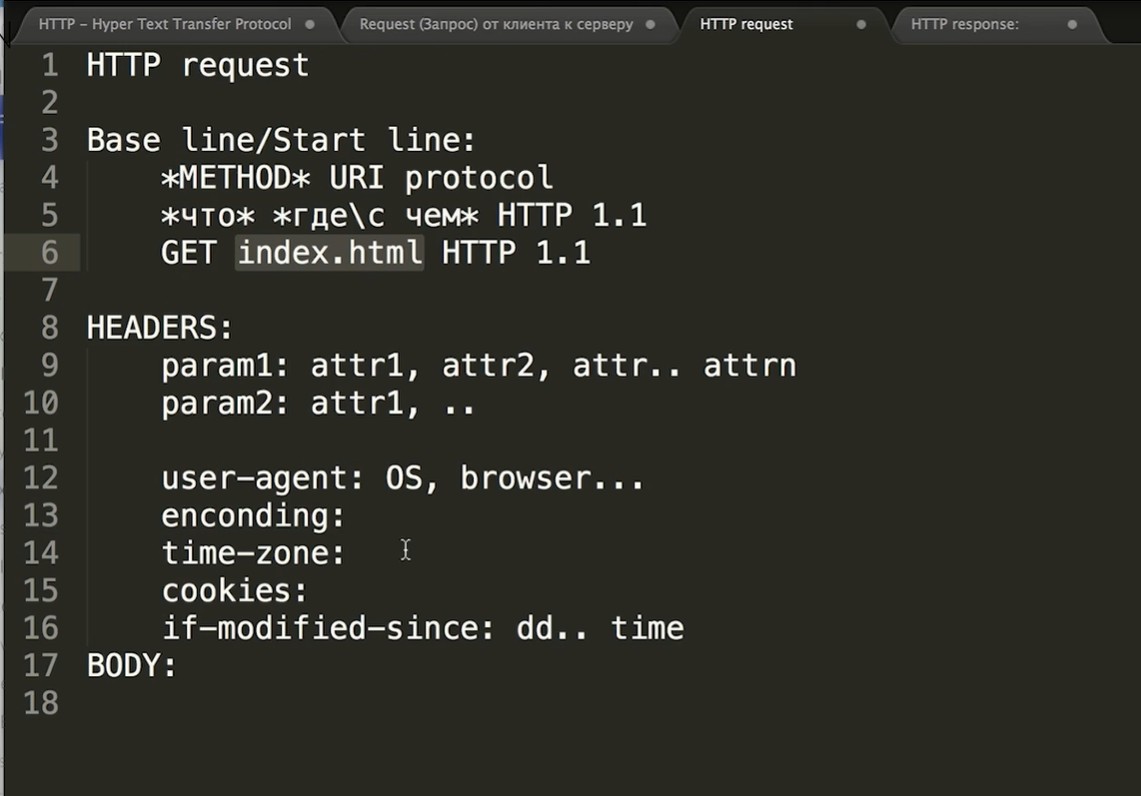 HTTP – Hyper Text Transfer Protocol
Request (Запрос) от клиента к серверу
HTTP request
HTTP response:
1 HTTP request
2
3 Base line/Start line:
4 *METHOD* URI protocol
5 *что* *где\с чем* HTTP 1.1
6 GET index.html HTTP 1.1
7
8 HEADERS:
9 param1: attr1, attr2, attr.. attrn
10 param2: attr1, ..
11
12 user-agent: OS, browser...
13 enconding:
14 time-zone:
15 cookies:
16 if-modified-since: dd.. time
17 BODY:
18